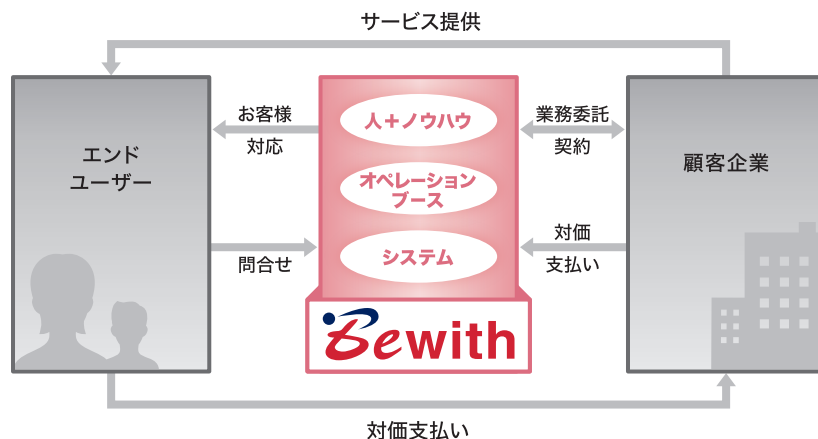 サービス提供
エンド
ユーザー
お客様
対応
問合せ
人+ノウハウ
オペレーション
ブース
システム
Bewith
業務委託
契約
対価
支払い
顧客企業
対価支払い